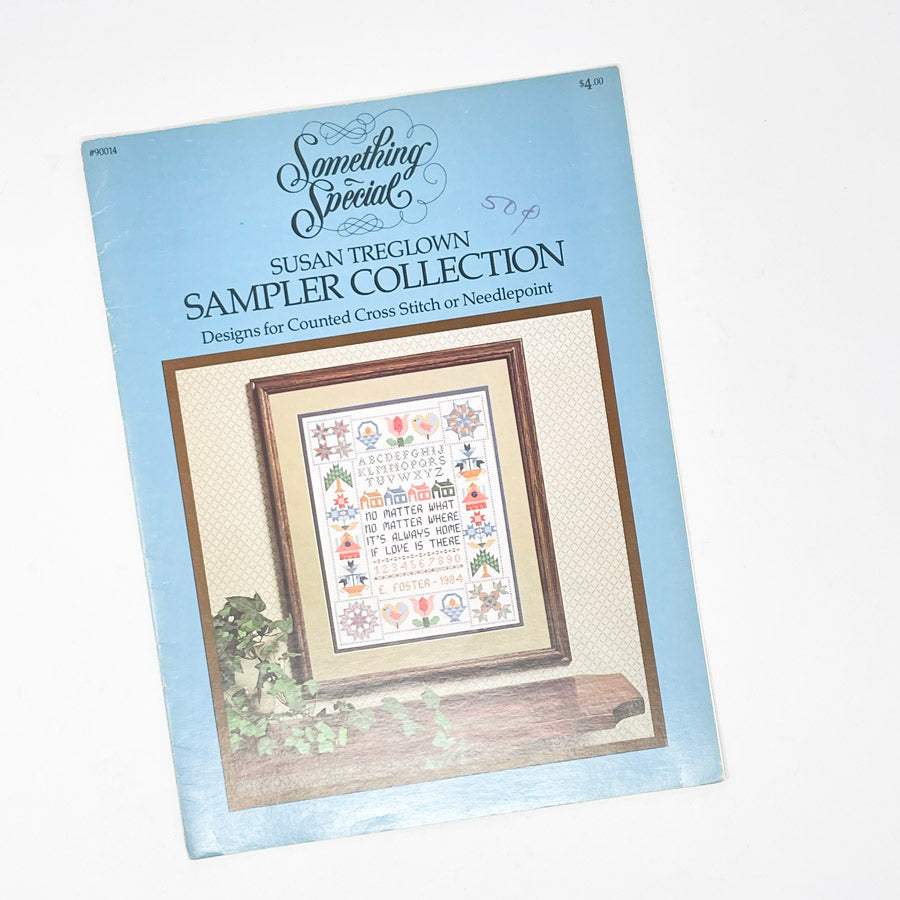 #90014
$4.00
Something
Special
50¢
SUSAN TREGLOWN
SAMPLER COLLECTION
Designs for Counted Cross Stitch or Needlepoint
ABCDEFGHIJ
KLMNOPQRS
TUVWXYZ
NO MATTER WHAT
NO MATTER WHERE
IT'S ALWAYS HOME
IF LOVE IS THERE
1234567890
E. FOSTER - 1984